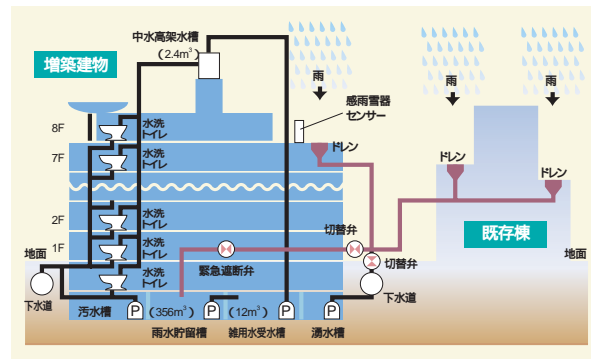 増築建物
中水高架水槽
(2.4m³)
雨
雨
雨
感雨雪器
センサー
8F
水洗
トイレ
7F
水洗
トイレ
ドレン
ドレン
ドレン
2F
水洗
トイレ
1F
水洗
トイレ
水洗
トイレ
切替弁
切替弁
緊急遮断弁
既存棟
地面
地面
下水道
下水道
汚水槽
P
(356m³)
P
(12m³)
P
P
雨水貯留槽
雑用水受水槽
湧水槽